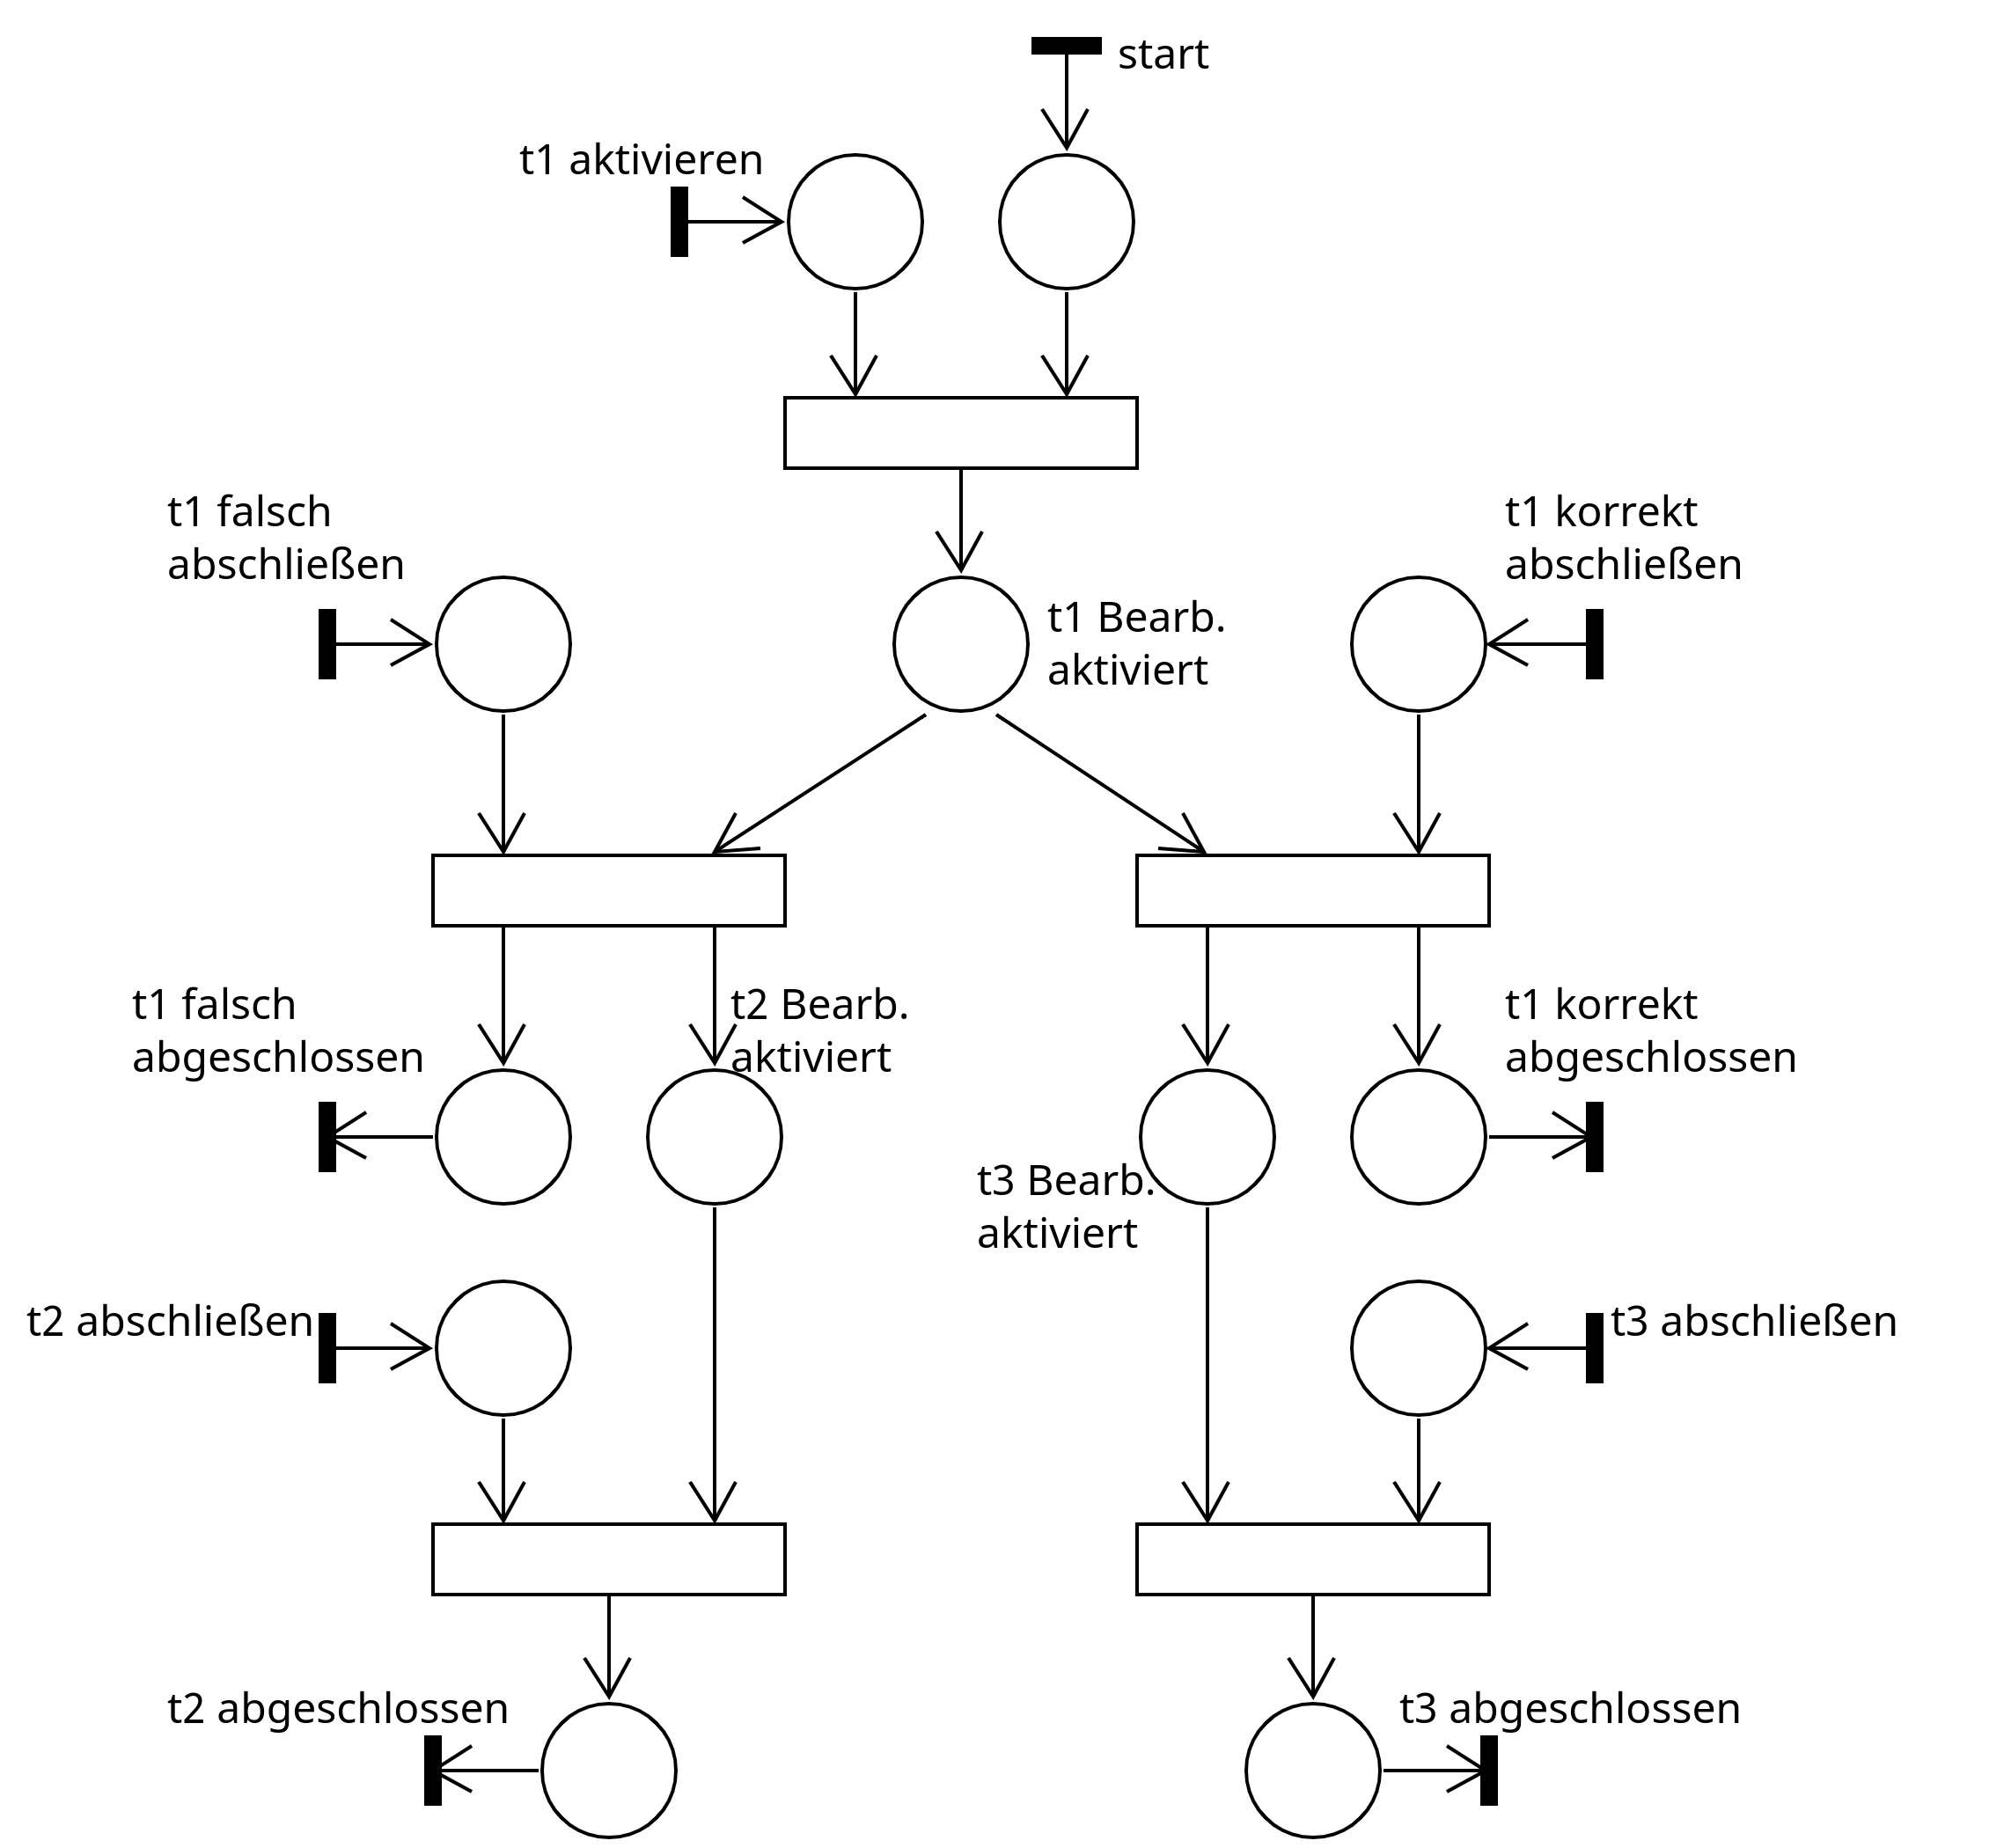 start
t1 aktivieren
t1 falsch
abschließen
t1 Bearb.
aktiviert
t1 korrekt
abschließen
t1 falsch
abgeschlossen
t2 Bearb.
aktiviert
t3 Bearb.
aktiviert
t1 korrekt
abgeschlossen
t2 abschließen
t3 abschließen
t2 abgeschlossen
t3 abgeschlossen